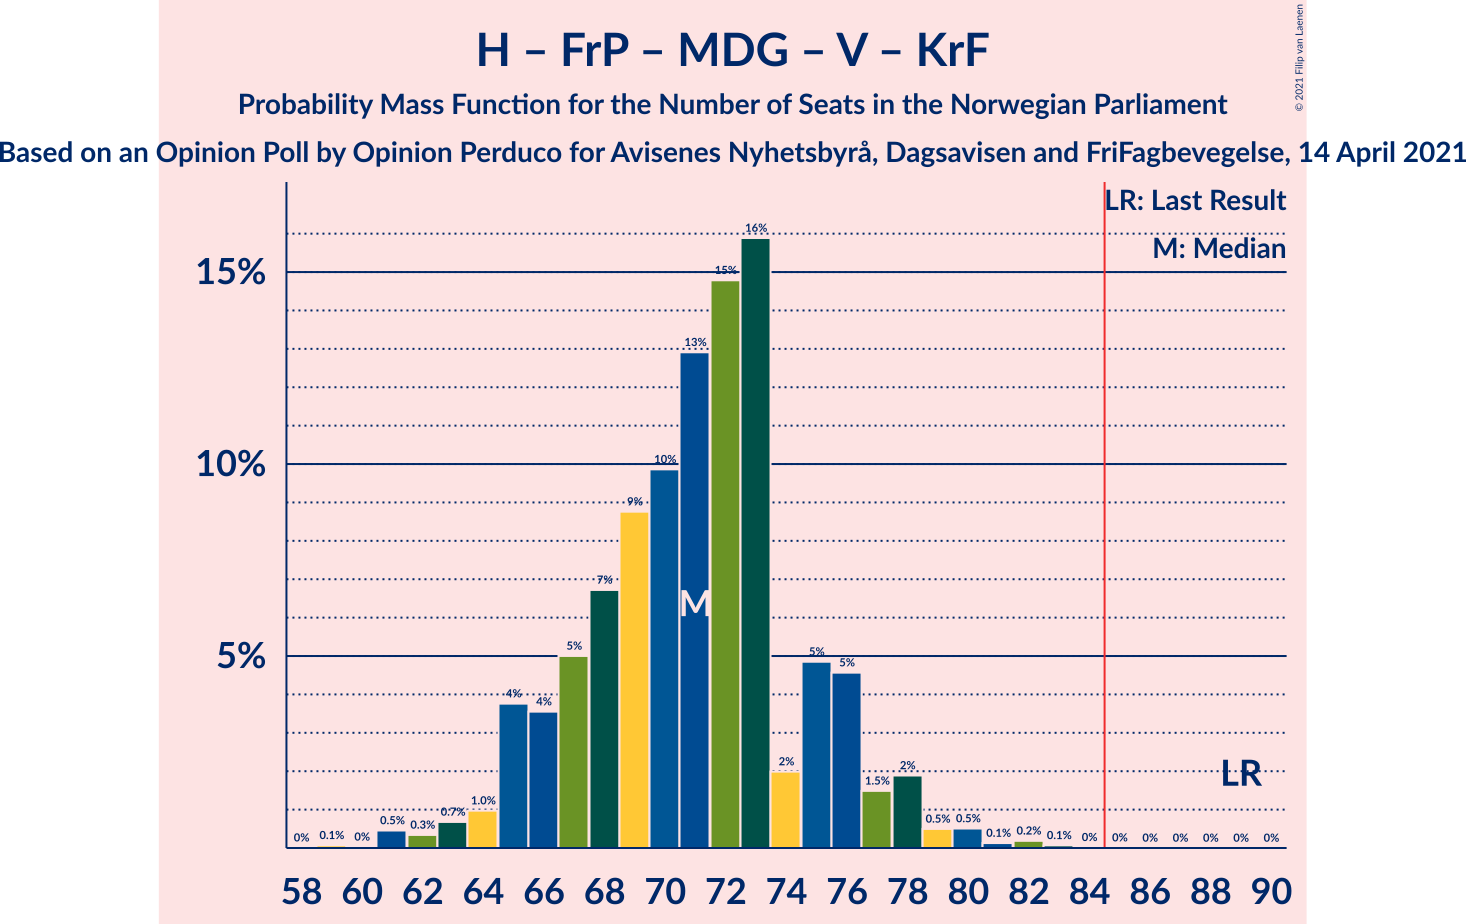 H – FrP – MDG – V – KrF
Probability Mass Function for the Number of Seats in the Norwegian Parliament
Based on an Opinion Poll by Opinion Perduco for Avisenes Nyhetsbyrå, Dagsavisen and FriFagbevegelse, 14 April 2021
© 2021 Filip van Laenen
LR: Last Result
M: Median
15%
10%
5%
0% 0.1% 0% 0.5% 0.3% 0.7% 1.0% 4% 4% 5% 7% 9% 10% 13% 15% 16% 2% 5% 5% 1.5% 2% 0.5% 0.5% 0.1% 0.2% 0.1% 0% 0% 0% 0% 0% 0% 0%
M
LR
58 60 62 64 66 68 70 72 74 76 78 80 82 84 86 88 90